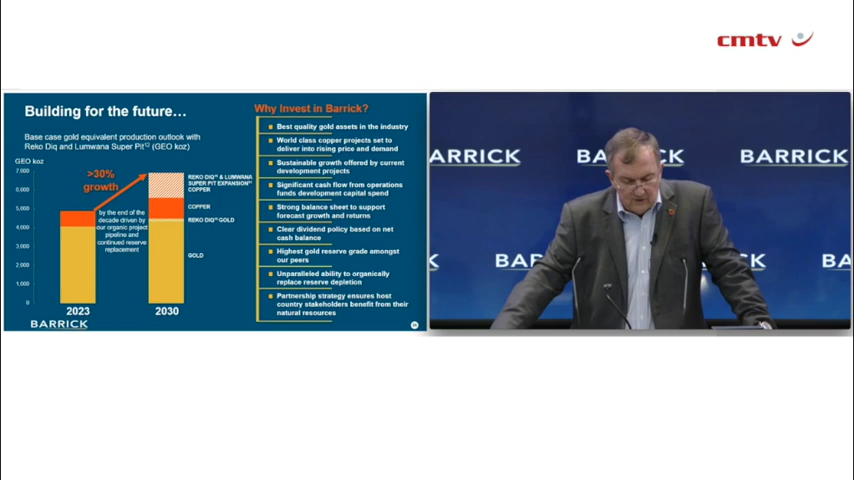 cmtv
Building for the future…
Base case gold equivalent production outlook with
Reko Diq and Lumwana Super Pit (GEO koz)
GEO koz
7,000
6,000
5,000
4,000
3,000
2,000
1,000
0
>30%
growth
by the end of the
decade driven by
our organic project
pipeline and
continued reserve
replacement
REKO DIQ & LUMWANA
SUPER PIT EXPANSION
COPPER
COPPER
REKO DIQ GOLD
GOLD
2023
2030
BARRICK
Why Invest in Barrick?
Best quality gold assets in the industry
World class copper projects set to
deliver into rising price and demand
Sustainable growth offered by current
development projects
Significant cash flow from operations
funds development capital spend
Strong balance sheet to support
forecast growth and returns
Clear dividend policy based on net
cash balance
Highest gold reserve grade amongst
our peers
Unparalleled ability to organically
replace reserve depletion
Partnership strategy ensures host
country stakeholders benefit from their
natural resources
ARRICK
BARRICK
CK
BARRICK
BA